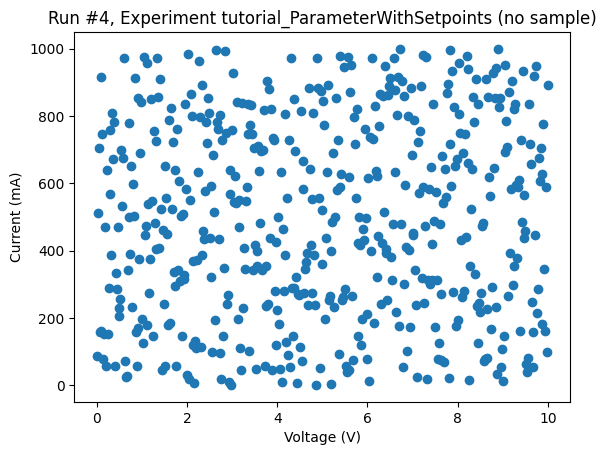 Run #4, Experiment tutorial_ParameterWithSetpoints (no sample)
1000
800
600
400
200
0
Current (mA)
0 2 4 6 8 10
Voltage (V)